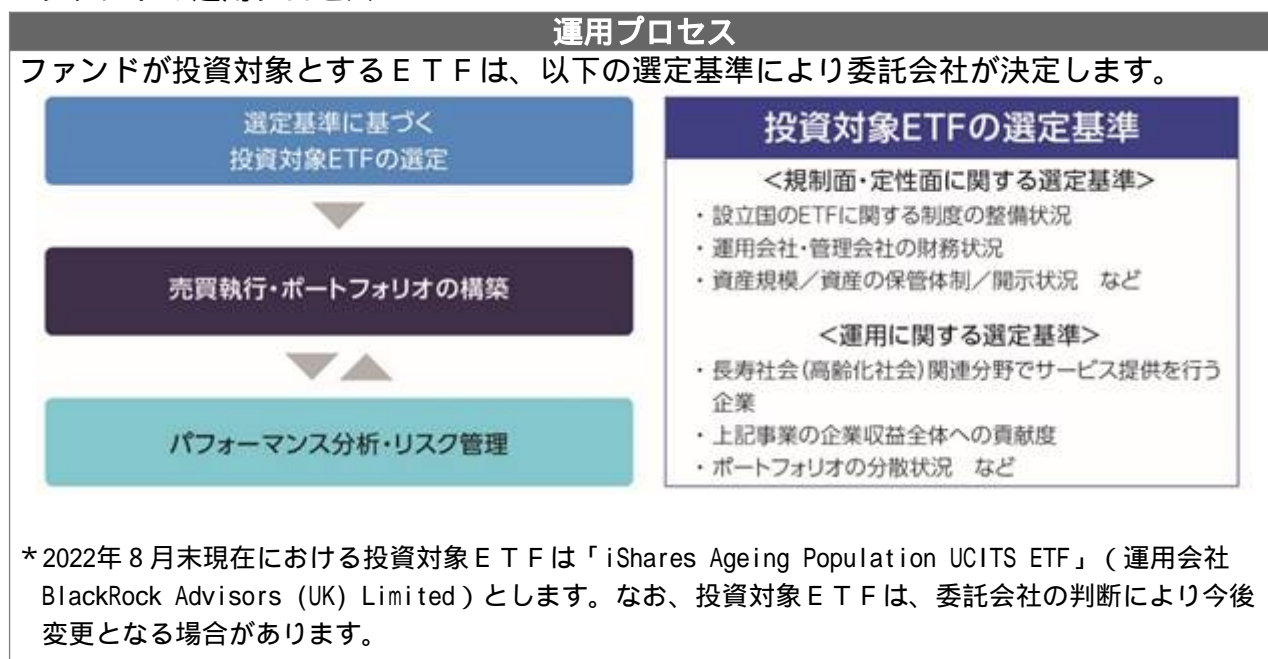 運用プロセス
ファンドが投資対象とするＥＴＦは、以下の選定基準により委託会社が決定します。
選定基準に基づく
投資対象ETFの選定
売買執行・ポートフォリオの構築
パフォーマンス分析・リスク管理
投資対象ETFの選定基準
＜規制面・定性面に関する選定基準＞
・設立国のETFに関する制度の整備状況
・運用会社・管理会社の財務状況
・資産規模／資産の保管体制／開示状況　など
＜運用に関する選定基準＞
・長寿社会(高齢化社会)関連分野でサービス提供を行う
企業
・上記事業の企業収益全体への貢献度
・ポートフォリオの分散状況　など
＊2022年８月末現在における投資対象ＥＴＦは「iShares Ageing Population UCITS ETF」（運用会社
BlackRock Advisors (UK) Limited）とします。なお、投資対象ＥＴＦは、委託会社の判断により今後
変更となる場合があります。